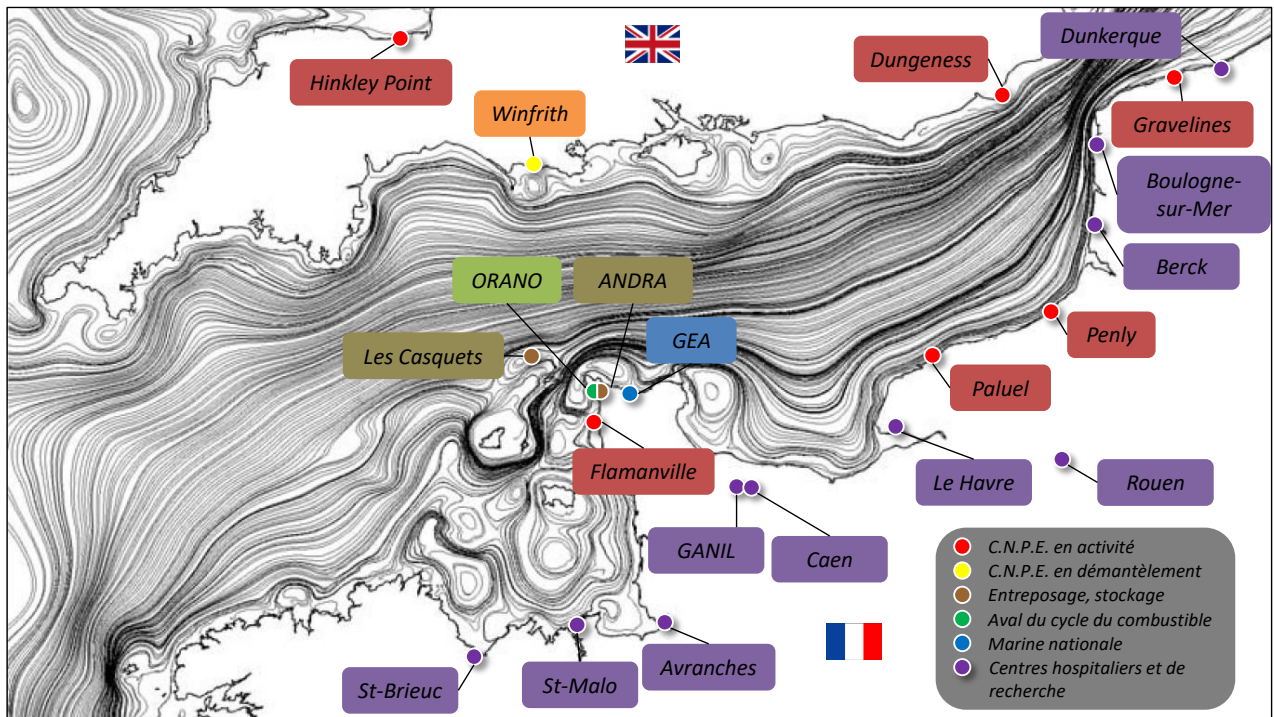 Dunkerque
Hinkley Point
Dungeness
Winfrith
Gravelines
Boulogne-
sur-Mer
Berck
ORANO
ANDRA
GEA
Les Casquets
Penly
Paluel
Flamanville
Le Havre
Rouen
GANIL
Caen
St-Brieuc
St-Malo
Avranches
C.N.P.E. en activité
C.N.P.E. en démantèlement
Entreposage, stockage
Aval du cycle du combustible
Marine nationale
Centres hospitaliers et de
recherche